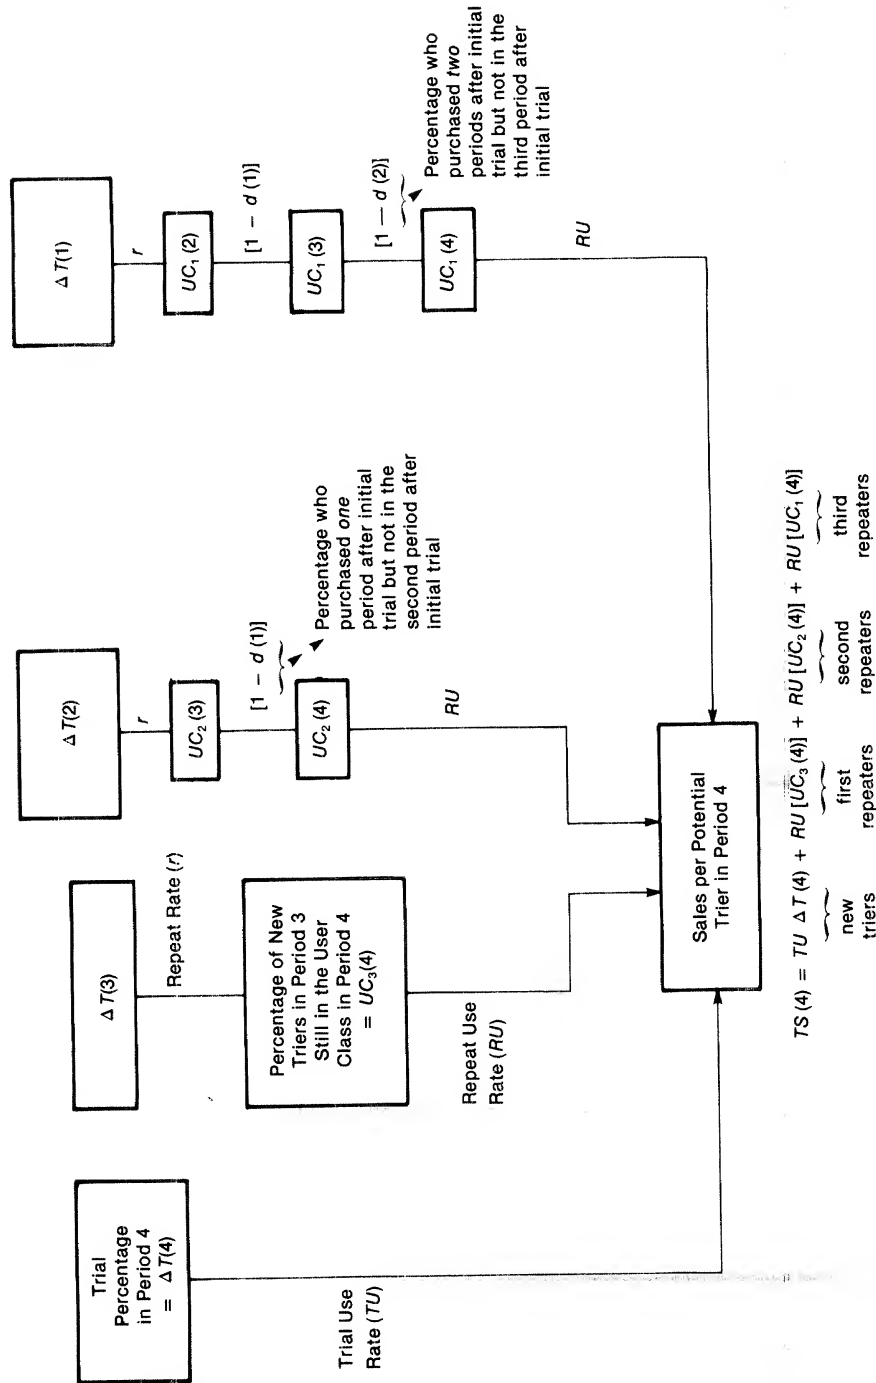 Trial
Percentage
in Period 4
= Δ T(4)
Trial Use
Rate (TU)
Δ T(3)
Repeat Rate (r)
Percentage of New
Triers in Period 3
Still in the User
Class in Period 4
= UC₃(4)
Repeat Use
Rate (RU)
Δ T(2)
r
UC₂ (3)
[1 − d (1)]
Percentage who
purchased one
period after initial
trial but not in the
second period after
initial trial
UC₂ (4)
RU
Δ T(1)
r
UC₁ (2)
[1 − d (1)]
UC₁ (3)
[1 − d (2)]
Percentage who
purchased two
periods after initial
trial but not in the
third period after
initial trial
UC₁ (4)
RU
Sales per Potential
Trier in Period 4
TS (4) = TU Δ T (4) + RU [UC₃ (4)] + RU [UC₂ (4)] + RU [UC₁ (4)]
new
triers
first
repeaters
second
repeaters
third
repeaters